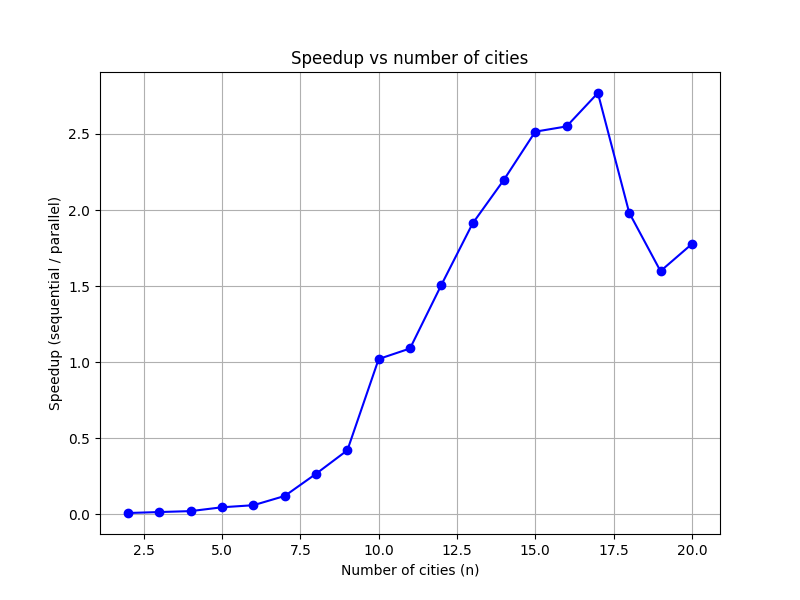 Speedup vs number of cities
Speedup (sequential / parallel)
2.5
2.0
1.5
1.0
0.5
0.0
2.5 5.0 7.5 10.0 12.5 15.0 17.5 20.0
Number of cities (n)